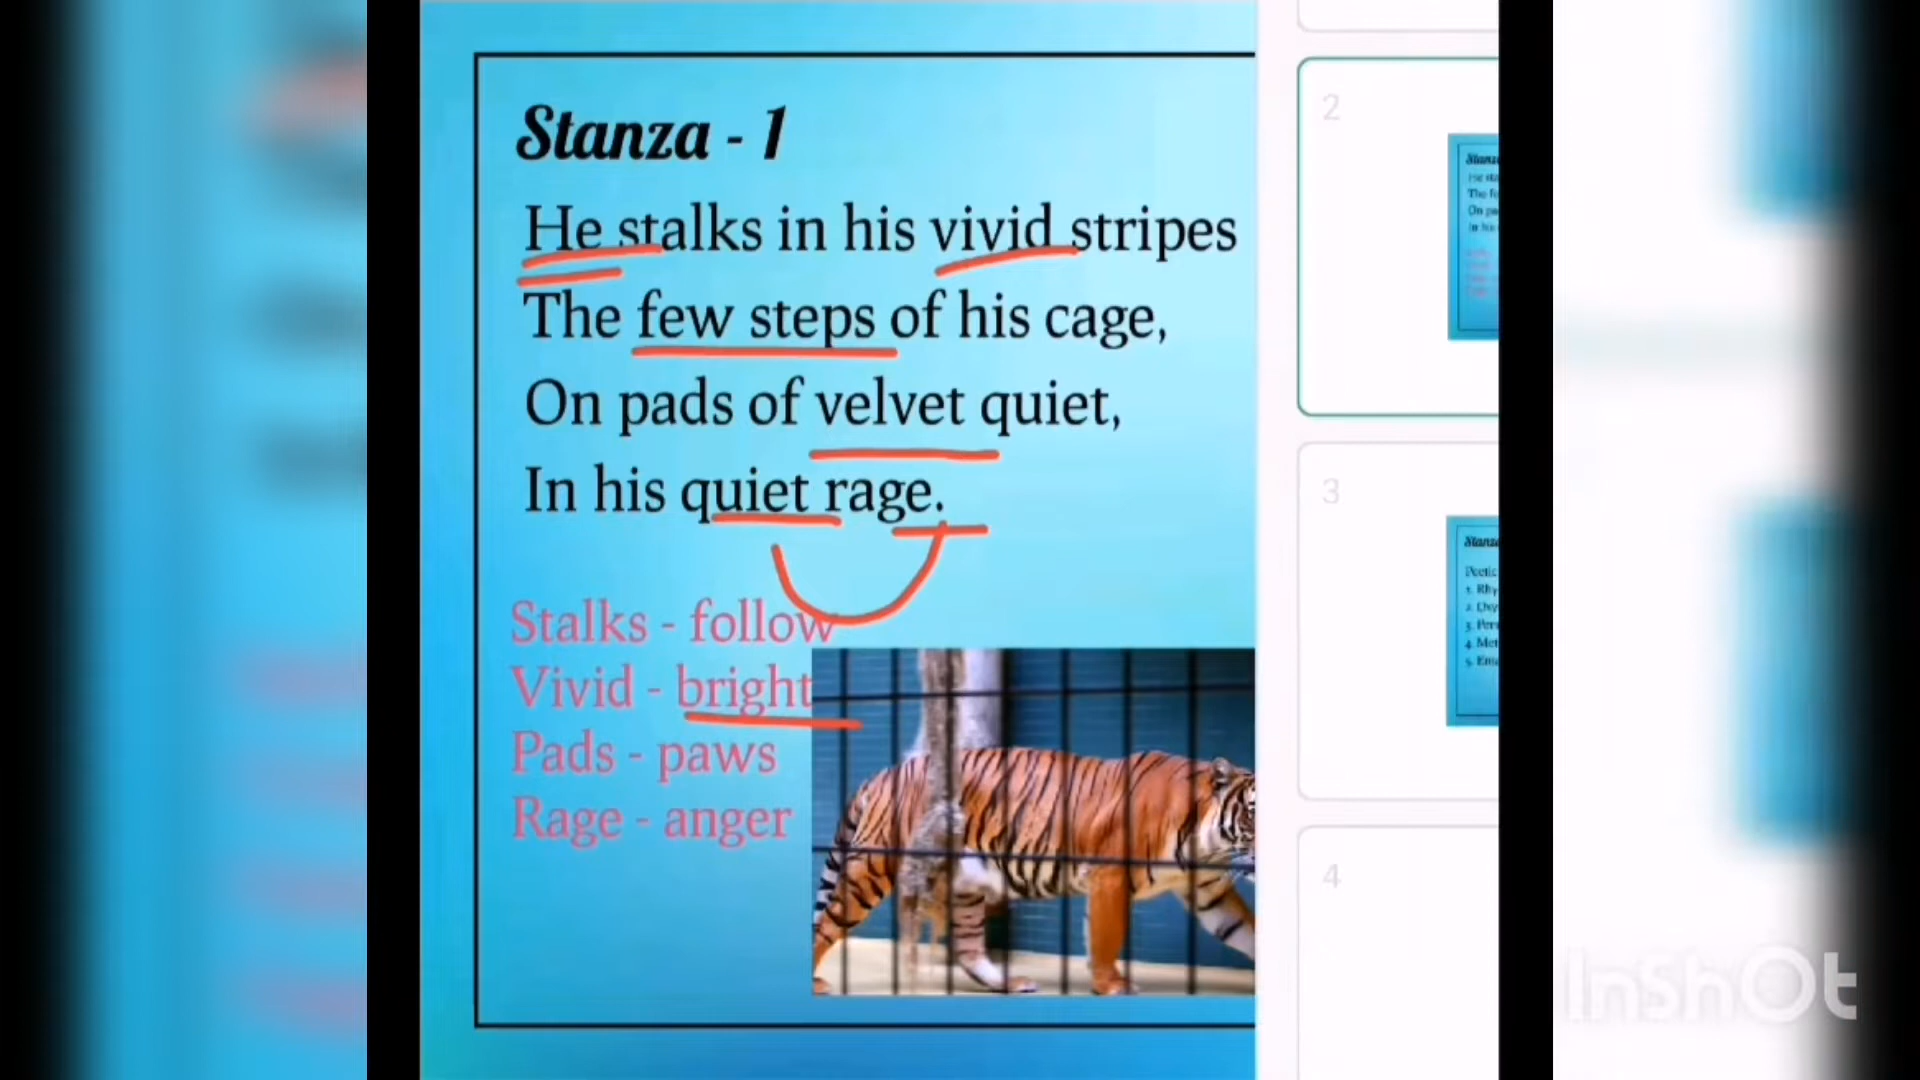 Stanza - 1
He stalks in his vivid stripes
The few steps of his cage,
On pads of velvet quiet,
In his quiet rage.
Stalks - follow
Vivid - bright
Pads - paws
Rage - anger
2
3
4
InShOt